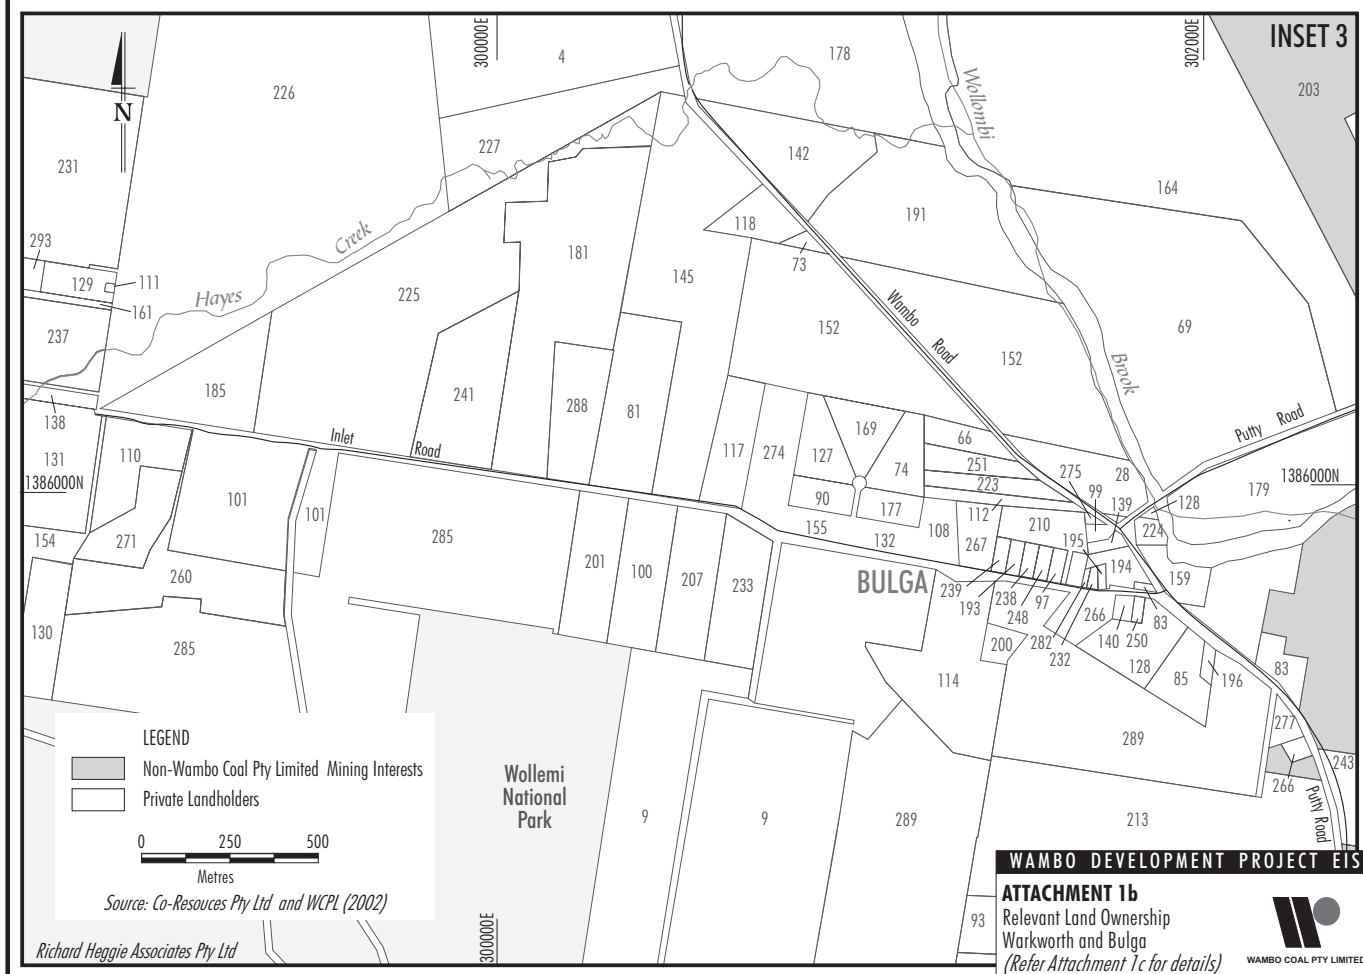 INSET 3
300000E
302000E
4
178
203
226
Wollombi
N
227
142
231
164
118
191
293
Creek
181
73
129
111
145
Hayes
225
161
237
152
Wambo
69
Road
152
Brook
185
241
288
81
138
Inlet
Road
169
66
Putty Road
110
117
274
127
74
251
275
28
131
223
99
1386000N
101
101
90
177
112
139
128
179
1386000N
154
271
285
155
132
108
210
224
201
100
207
233
267
195
194
260
BULGA
159
239
193
238
248
97
282
232
266
140
250
83
130
285
200
128
85
196
83
114
277
289
243
266
LEGEND
Non-Wambo Coal Pty Limited Mining Interests
Private Landholders
0 250 500
Metres
Source: Co-Resouces Pty Ltd and WCPL (2002)
Wollemi
National
Park
9
9
289
213
Putty Road
93
300000E
Richard Heggie Associates Pty Ltd
WAMBO DEVELOPMENT PROJECT EIS
ATTACHMENT 1b
Relevant Land Ownership
Warkworth and Bulga
(Refer Attachment 1c for details)
WAMBO COAL PTY LIMITED